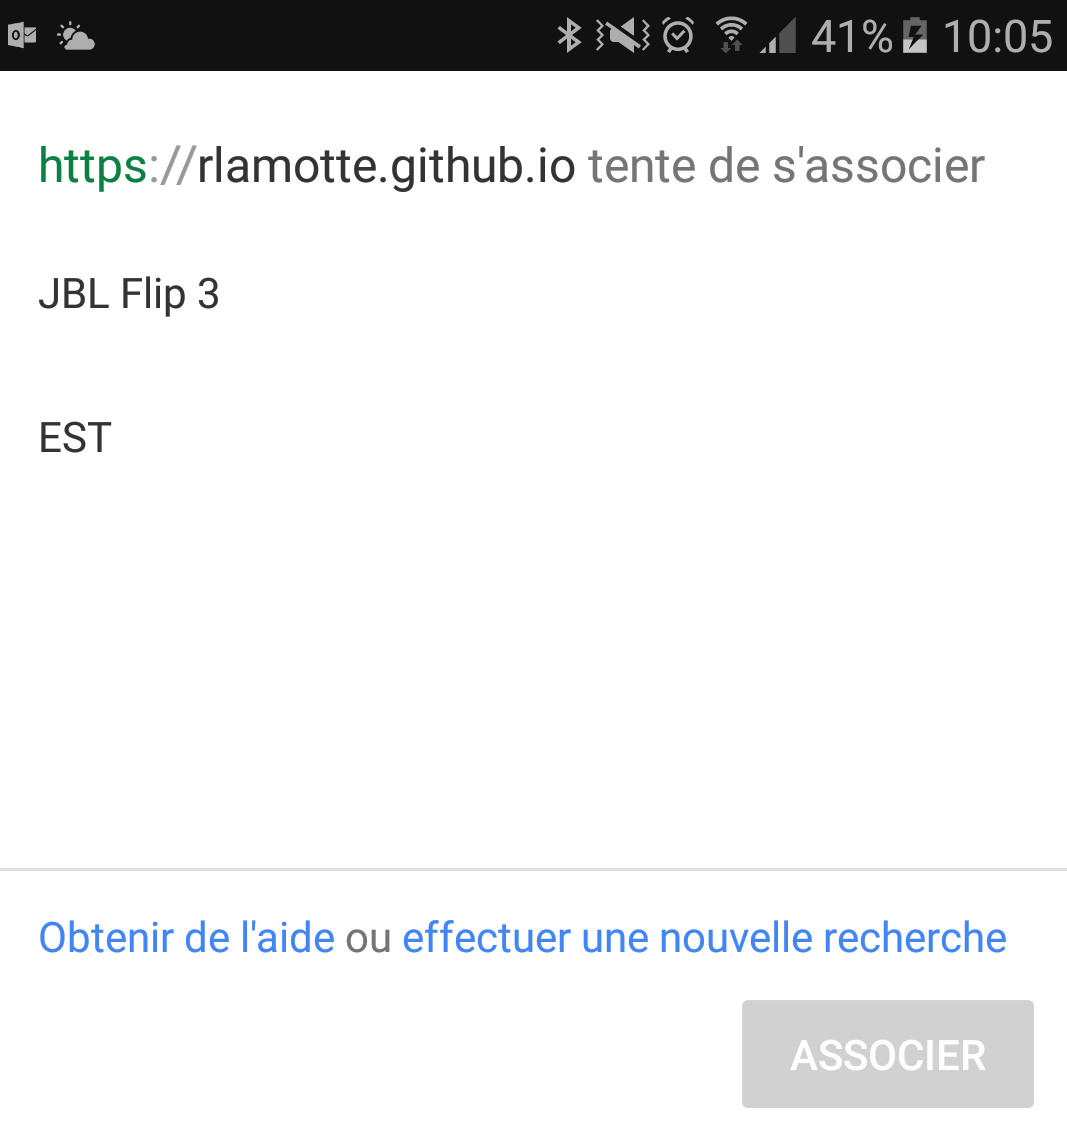 41% 10:05
https://rlamotte.github.io tente de s'associer
JBL Flip 3
EST
Obtenir de l'aide ou effectuer une nouvelle recherche
ASSOCIER